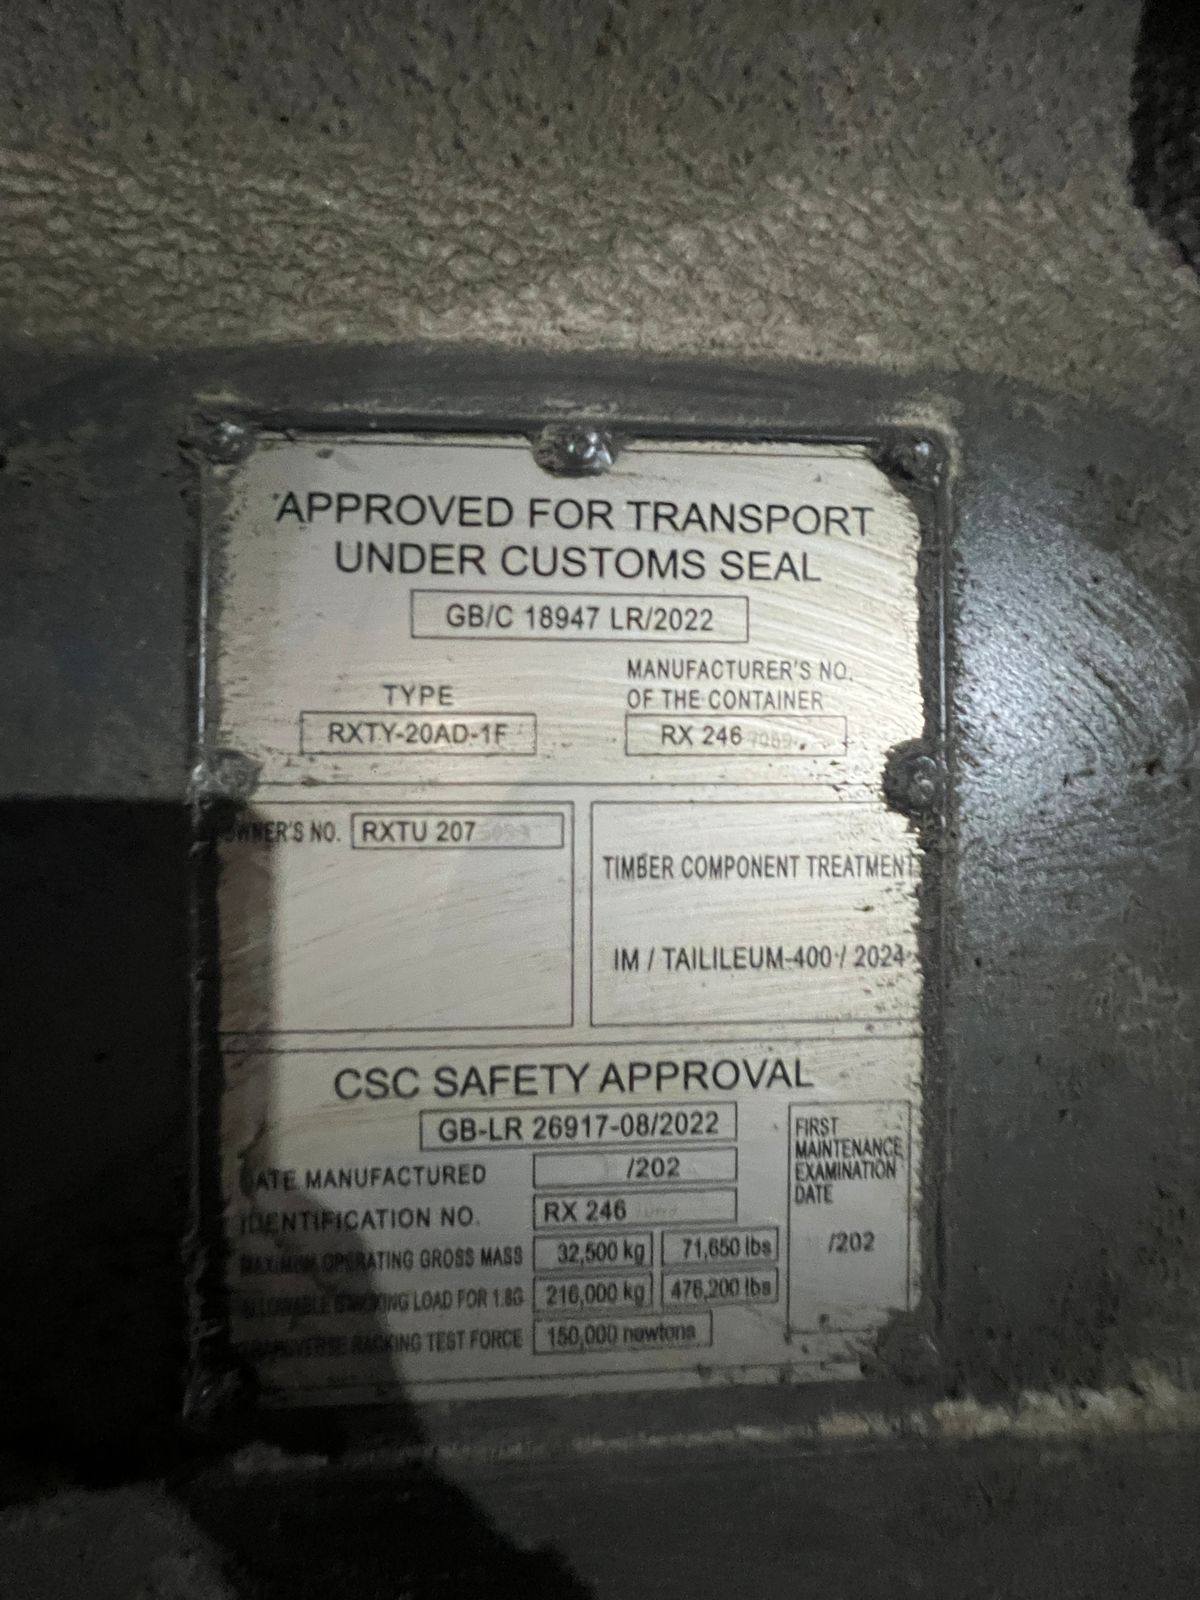 APPROVED FOR TRANSPORT
UNDER CUSTOMS SEAL
GB/C 18947 LR/2022
TYPE
RXTY-20AD-1F
MANUFACTURER'S NO.
OF THE CONTAINER
RX 246
OWNER'S NO. RXTU 207
TIMBER COMPONENT TREATMENT
IM / TAILILEUM-400 / 2024
CSC SAFETY APPROVAL
GB-LR 26917-08/2022
DATE MANUFACTURED /202
IDENTIFICATION NO. RX 246
MAXIMUM OPERATING GROSS MASS 32,500 kg 71,650 lbs
ALLOWABLE STACKING LOAD FOR 1.8G 216,000 kg 476,200 lbs
TRANSVERSE RACKING TEST FORCE 150,000 newtons
FIRST
MAINTENANCE
EXAMINATION
DATE
/202